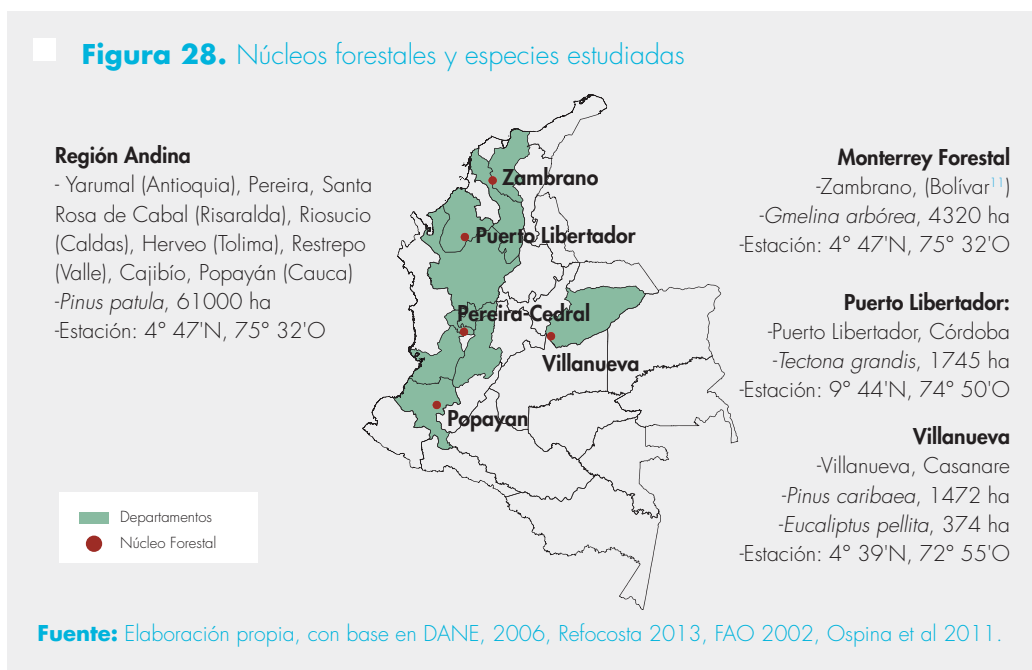 Figura 28. Núcleos forestales y especies estudiadas
Región Andina
- Yarumal (Antioquia), Pereira, Santa
Rosa de Cabal (Risaralda), Riosucio
(Caldas), Herveo (Tolima), Restrepo
(Valle), Cajibío, Popayán (Cauca)
-Pinus patula, 61000 ha
-Estación: 4° 47'N, 75° 32'O
Zambrano
Puerto Libertador
Pereira-Cedral
Villanueva
Popayan
Monterrey Forestal
-Zambrano, (Bolívar11)
-Gmelina arbórea, 4320 ha
-Estación: 4° 47'N, 75° 32'O
Puerto Libertador:
-Puerto Libertador, Córdoba
-Tectona grandis, 1745 ha
-Estación: 9° 44'N, 74° 50'O
Villanueva
-Villanueva, Casanare
-Pinus caribaea, 1472 ha
-Eucaliptus pellita, 374 ha
-Estación: 4° 39'N, 72° 55'O
Departamentos
Núcleo Forestal
Fuente: Elaboración propia, con base en DANE, 2006, Refocosta 2013, FAO 2002, Ospina et al 2011.